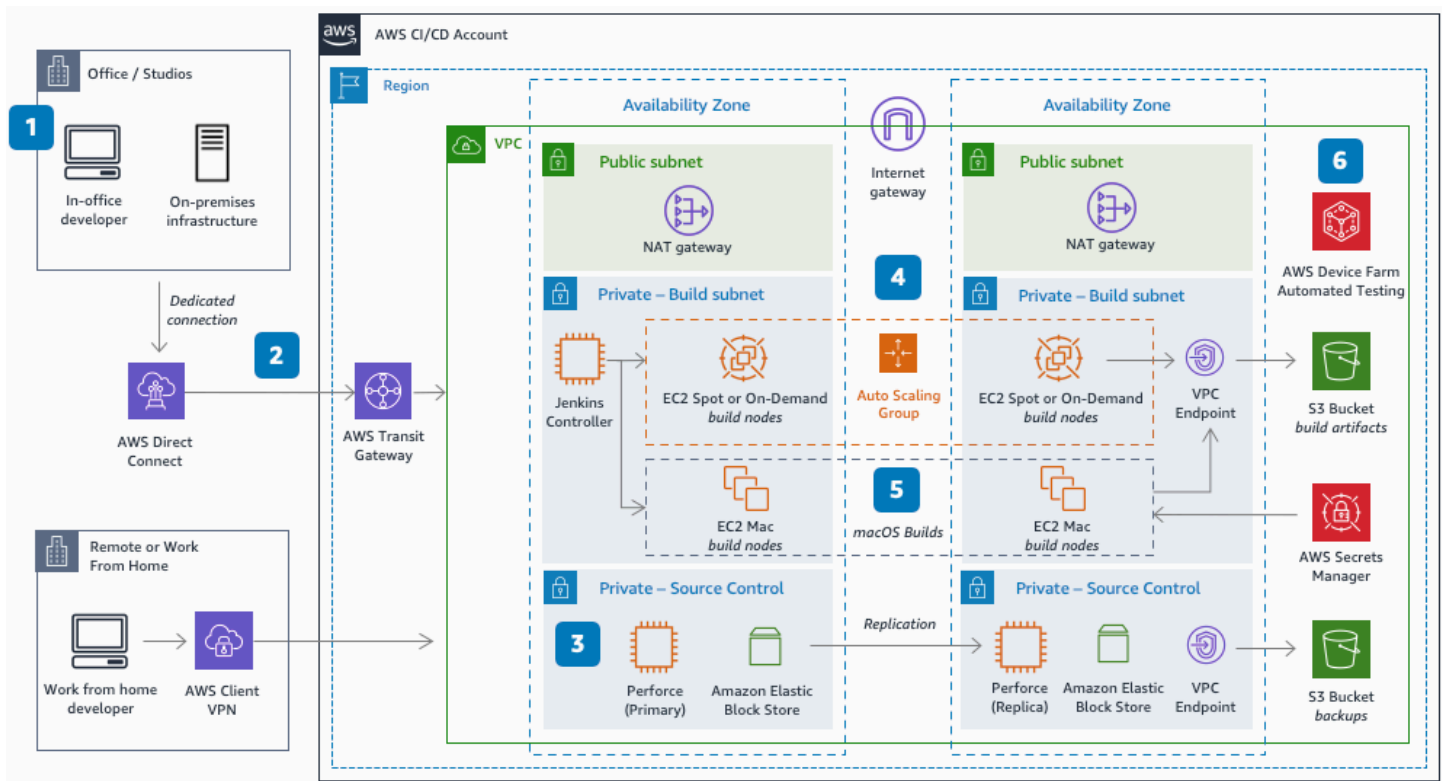 aws
AWS CI/CD Account
Office / Studios
1
In-office
developer
On-premises
infrastructure
Dedicated
connection
2
AWS Direct
Connect
AWS Transit
Gateway
Remote or Work
From Home
Work from home
developer
AWS Client
VPN
Region
VPC
Availability Zone
Public subnet
NAT gateway
Private – Build subnet
Jenkins
Controller
EC2 Spot or On-Demand
build nodes
EC2 Mac
build nodes
Private – Source Control
3
Perforce
(Primary)
Amazon Elastic
Block Store
Internet
gateway
4
Auto Scaling
Group
5
macOS Builds
Replication
Availability Zone
Public subnet
NAT gateway
Private – Build subnet
EC2 Spot or On-Demand
build nodes
VPC
Endpoint
EC2 Mac
build nodes
Private – Source Control
Perforce
(Replica)
Amazon Elastic
Block Store
VPC
Endpoint
6
AWS Device Farm
Automated Testing
S3 Bucket
build artifacts
AWS Secrets
Manager
S3 Bucket
backups